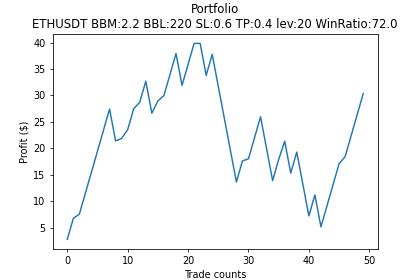 Portfolio
ETHUSDT BBM:2.2 BBL:220 SL:0.6 TP:0.4 lev:20 WinRatio:72.0
40
35
30
25
20
15
10
5
Profit ($)
0 10 20 30 40 50
Trade counts